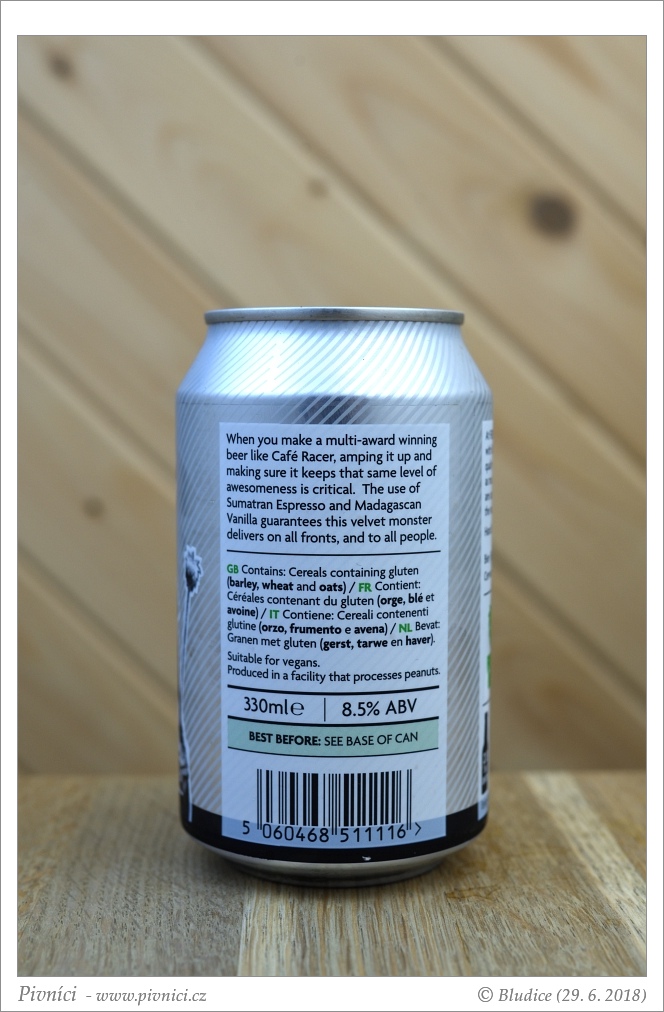 When you make a multi-award winning
beer like Café Racer, amping it up and
making sure it keeps that same level of
awesomeness is critical. The use of
Sumatran Espresso and Madagascan
Vanilla guarantees this velvet monster
delivers on all fronts, and to all people.
GB Contains: Cereals containing gluten
(barley, wheat and oats) / FR Contient:
Céréales contenant du gluten (orge, blé et
avoine) / IT Contiene: Cereali contenenti
glutine (orzo, frumento e avena) / NL Bevat:
Granen met gluten (gerst, tarwe en haver).
Suitable for vegans.
Produced in a facility that processes peanuts.
330ml℮ | 8.5% ABV
BEST BEFORE: SEE BASE OF CAN
5 060468 511116 >
Pivníci - www.pivnici.cz
© Bludice (29. 6. 2018)